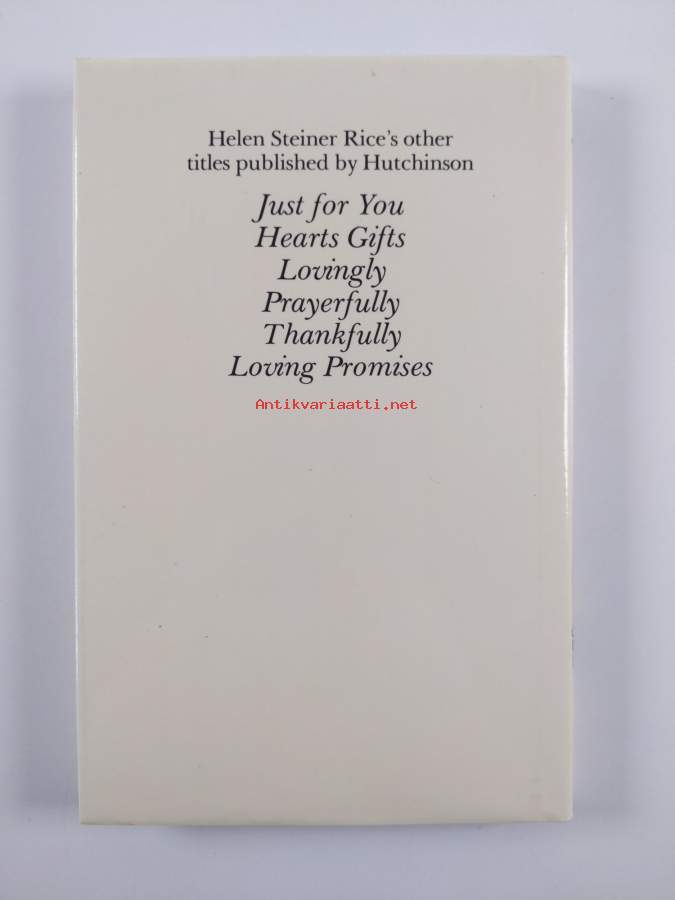 Helen Steiner Rice's other
titles published by Hutchinson
Just for You
Hearts Gifts
Lovingly
Prayerfully
Thankfully
Loving Promises
Antikvariaatti.net